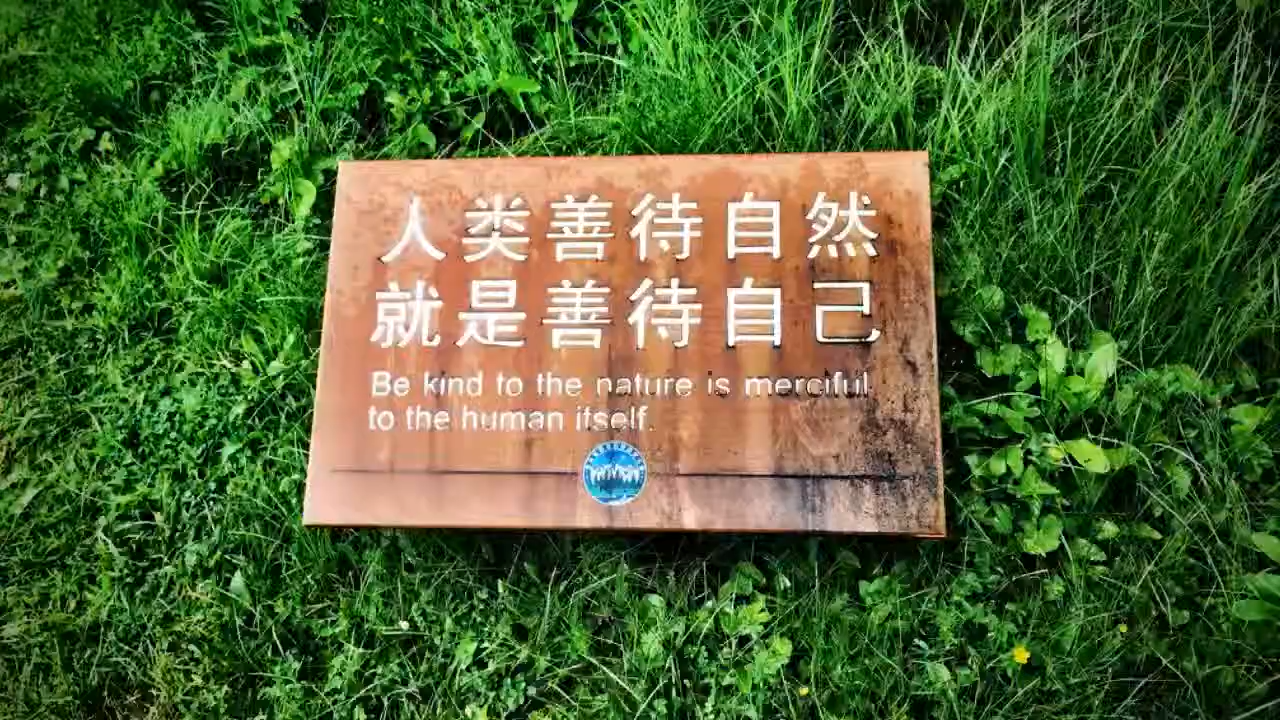 人类善待自然
就是善待自己
Be kind to the nature is merciful
to the human itself.